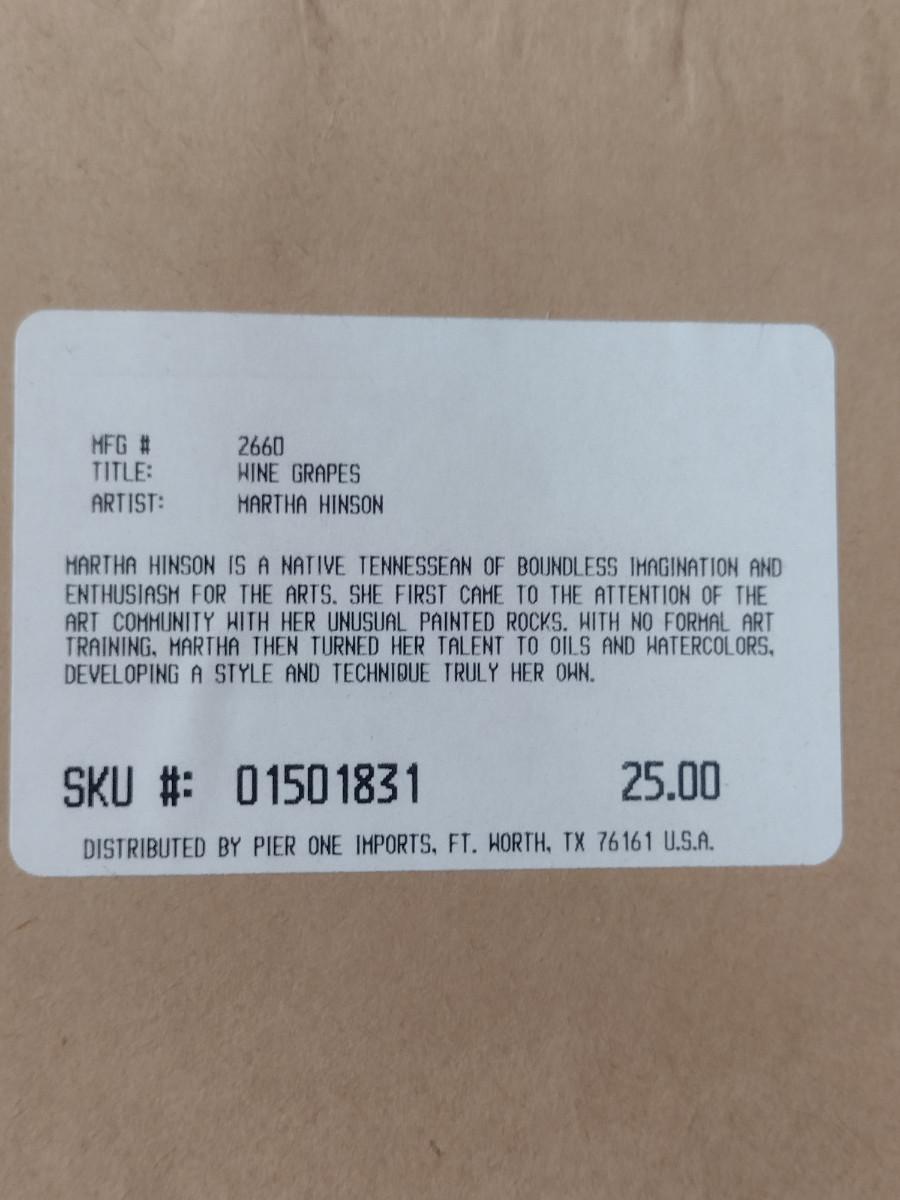 MFG # 2660
TITLE: WINE GRAPES
ARTIST: MARTHA HINSON
MARTHA HINSON IS A NATIVE TENNESSEAN OF BOUNDLESS IMAGINATION AND
ENTHUSIASM FOR THE ARTS. SHE FIRST CAME TO THE ATTENTION OF THE
ART COMMUNITY WITH HER UNUSUAL PAINTED ROCKS. WITH NO FORMAL ART
TRAINING, MARTHA THEN TURNED HER TALENT TO OILS AND WATERCOLORS,
DEVELOPING A STYLE AND TECHNIQUE TRULY HER OWN.
SKU #: 01501831 25.00
DISTRIBUTED BY PIER ONE IMPORTS, FT. WORTH, TX 76161 U.S.A.